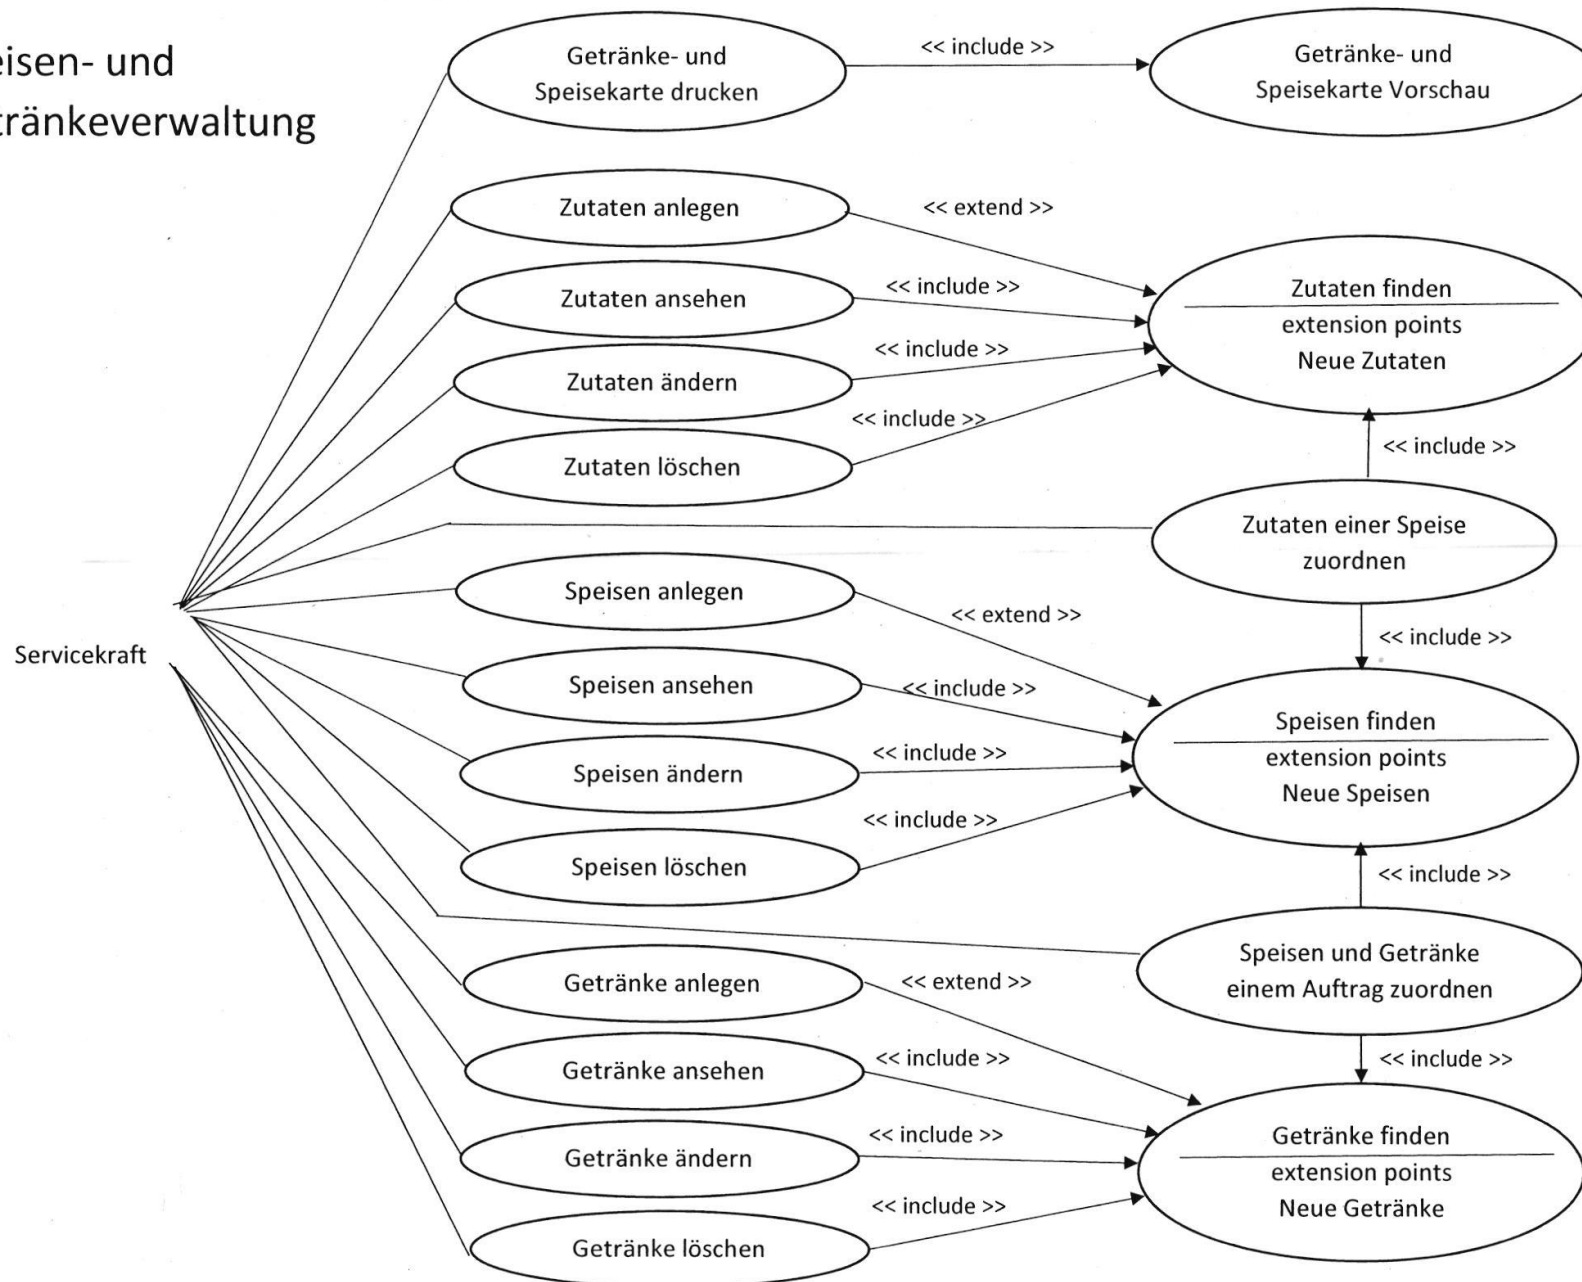 eisen- und
tränkeverwaltung
Getränke- und
Speisekarte drucken
<< include >>
Getränke- und
Speisekarte Vorschau
Zutaten anlegen
<< extend >>
Zutaten ansehen
<< include >>
Zutaten finden
extension points
Neue Zutaten
Zutaten ändern
<< include >>
Zutaten löschen
<< include >>
<< include >>
Zutaten einer Speise
zuordnen
Speisen anlegen
<< extend >>
<< include >>
Servicekraft
Speisen ansehen
<< include >>
Speisen finden
extension points
Neue Speisen
Speisen ändern
<< include >>
Speisen löschen
<< include >>
<< include >>
Speisen und Getränke
einem Auftrag zuordnen
Getränke anlegen
<< extend >>
<< include >>
Getränke ansehen
<< include >>
Getränke finden
extension points
Neue Getränke
Getränke ändern
<< include >>
Getränke löschen
<< include >>